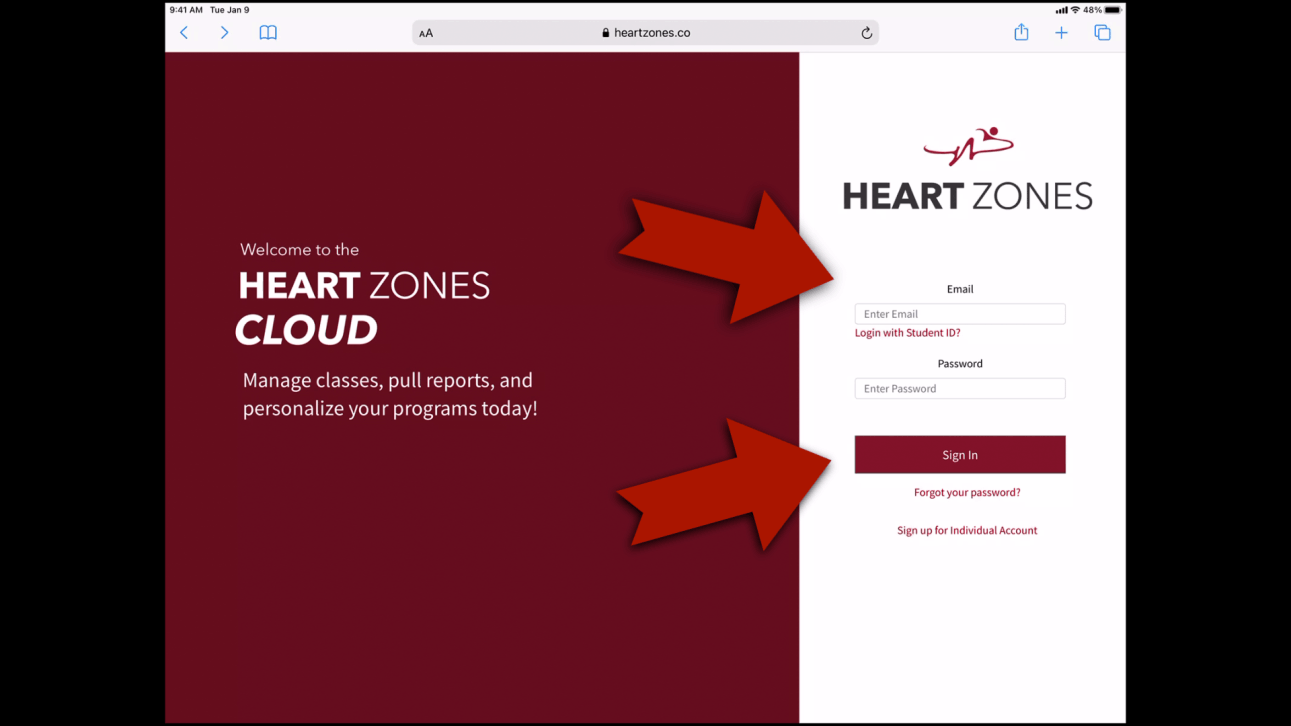 9:41 AM Tue Jan 9
48%
AA
heartzones.co
HEART ZONES
Welcome to the
HEART ZONES
CLOUD
Manage classes, pull reports, and
personalize your programs today!
Email
Enter Email
Login with Student ID?
Password
Enter Password
Sign In
Forgot your password?
Sign up for Individual Account